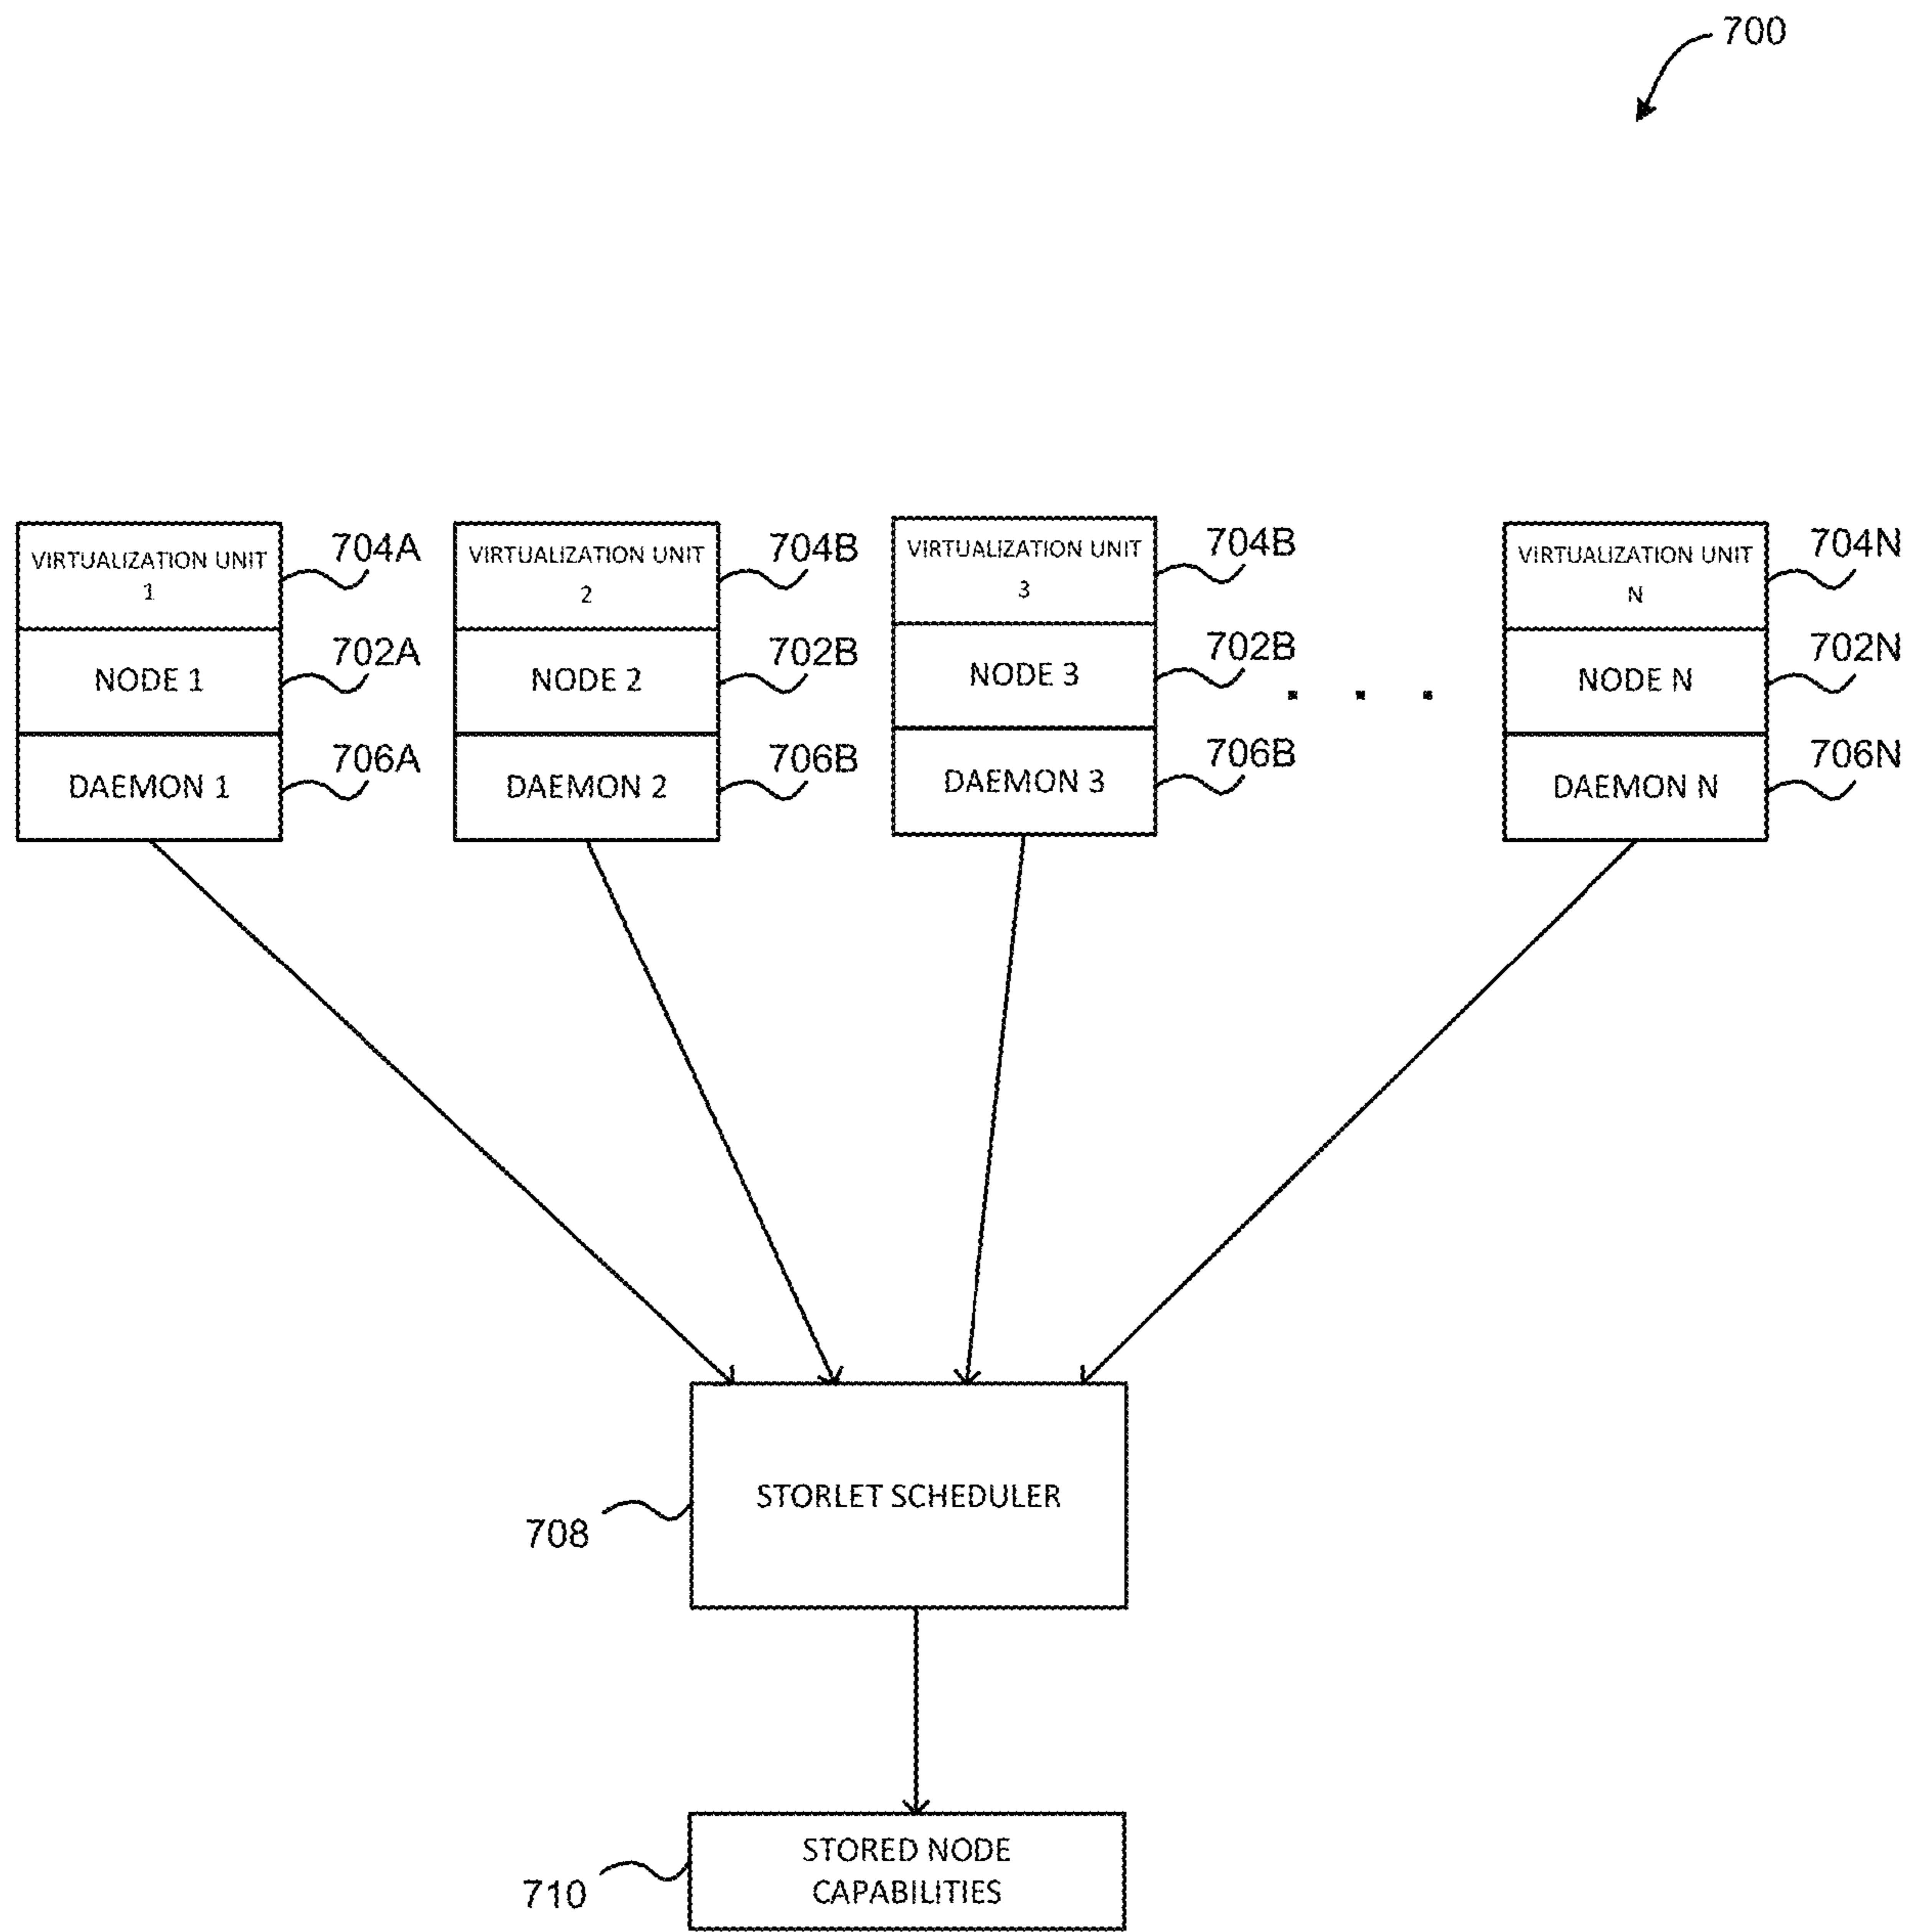 700
VIRTUALIZATION UNIT
1
704A
NODE 1
702A
DAEMON 1
706A
VIRTUALIZATION UNIT
2
704B
NODE 2
702B
DAEMON 2
706B
VIRTUALIZATION UNIT
3
704B
NODE 3
702B
DAEMON 3
706B
. . .
VIRTUALIZATION UNIT
N
704N
NODE N
702N
DAEMON N
706N
STORLET SCHEDULER
708
STORED NODE
CAPABILITIES
710